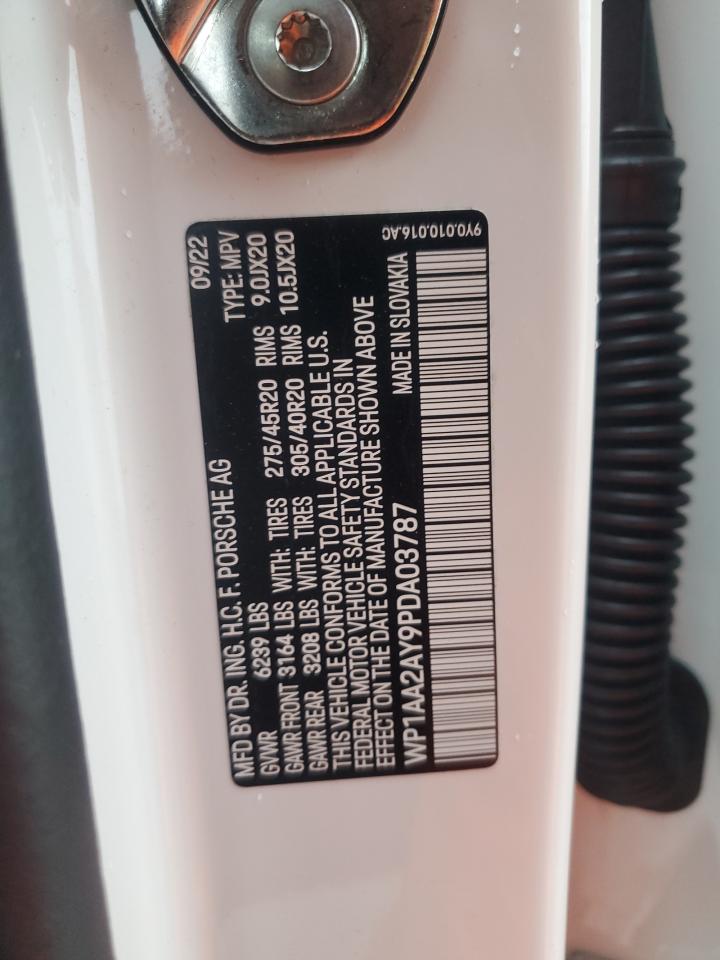 MFD BY DR. ING. H.C. F. PORSCHE AG 09/22
GVWR 6239 LBS TYPE: MPV
GAWR FRONT 3164 LBS WITH: TIRES 275/45R20 RIMS 9.0JX20
GAWR REAR 3208 LBS WITH: TIRES 305/40R20 RIMS 10.5JX20
THIS VEHICLE CONFORMS TO ALL APPLICABLE U.S.
FEDERAL MOTOR VEHICLE SAFETY STANDARDS IN
EFFECT ON THE DATE OF MANUFACTURE SHOWN ABOVE
WP1AA2AY9PDA03787 MADE IN SLOVAKIA
9Y0.010.016.AC